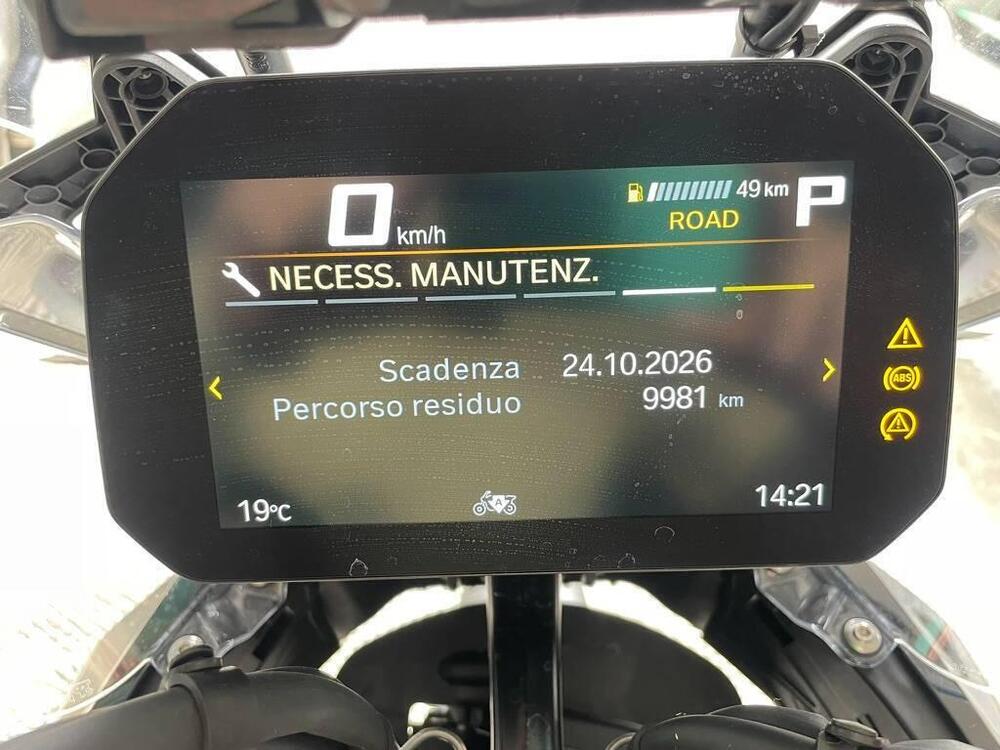 0 km/h
49 km
P
ROAD
NECESS. MANUTENZ.
Scadenza 24.10.2026
Percorso residuo 9981 km
ABS
19°C
A
14:21